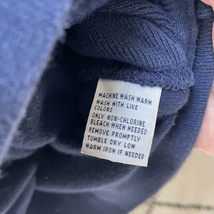 MACHINE WASH WARM
WASH WITH LIKE
COLORS
ONLY NON-CHLORINE
BLEACH WHEN NEEDED
REMOVE PROMPTLY
TUMBLE DRY LOW
WARM IRON IF NEEDED